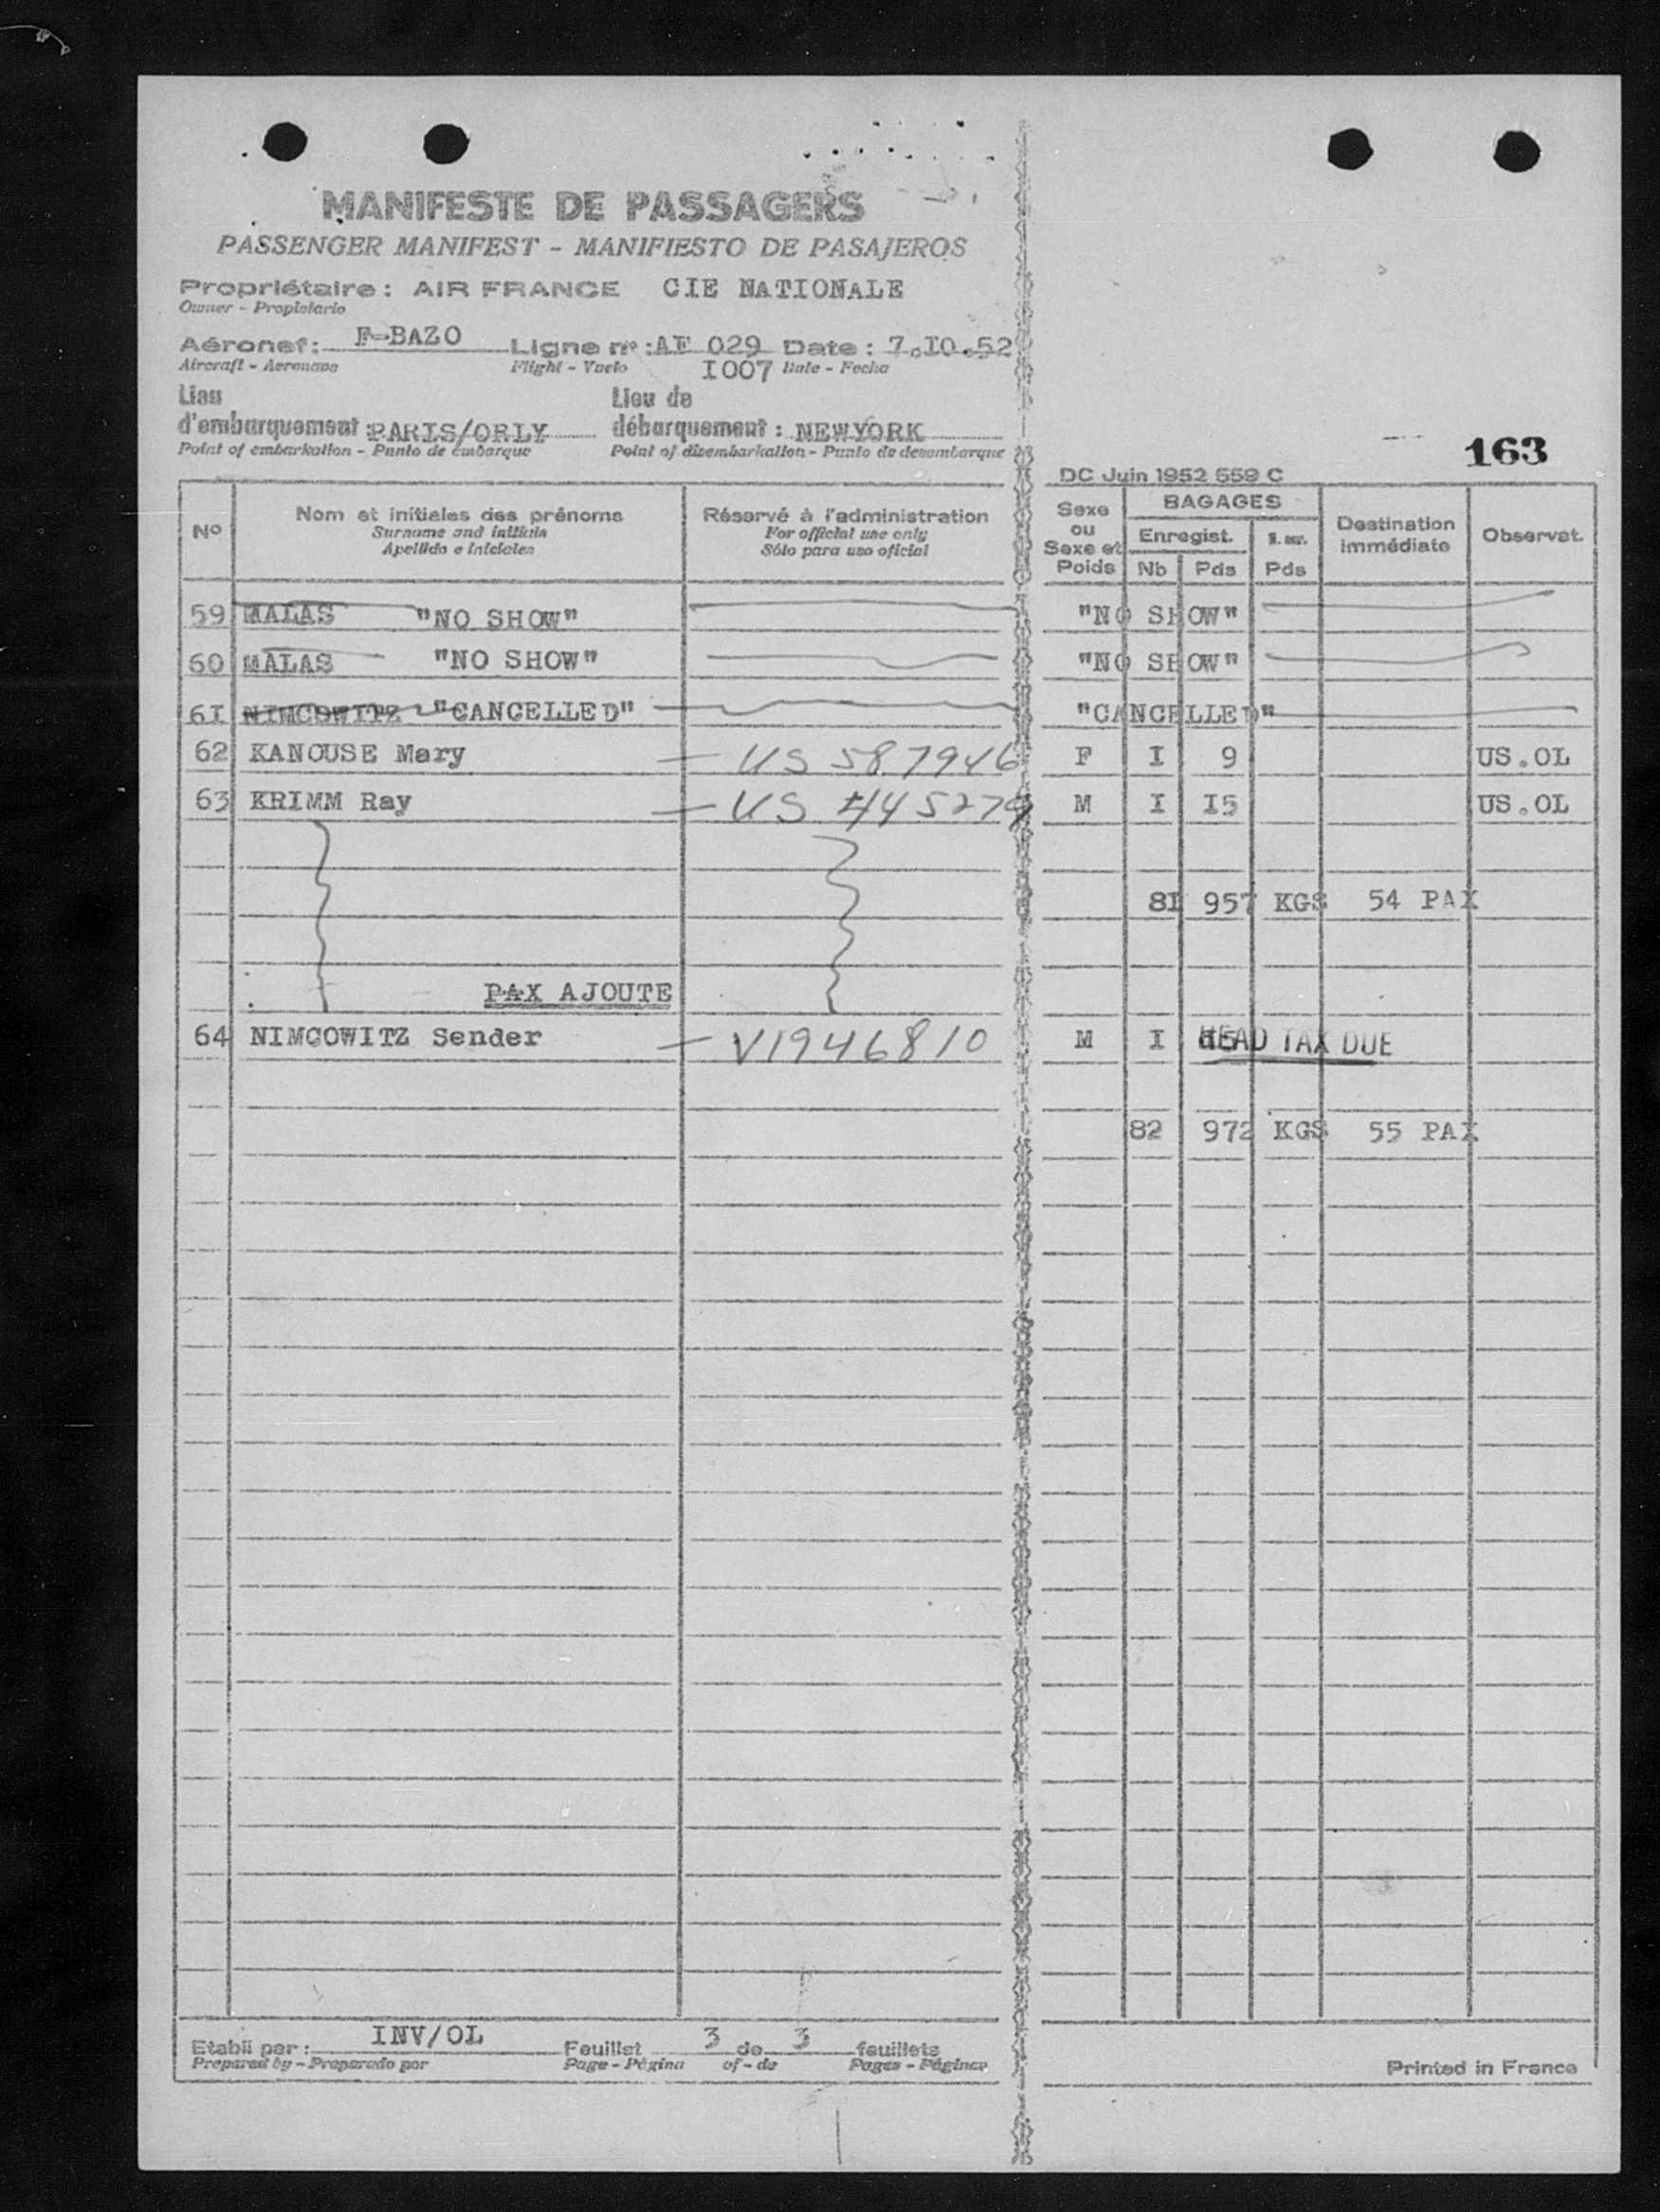 MANIFESTE DE PASSAGERS
PASSENGER MANIFEST - MANIFIESTO DE PASAJEROS
Propriétaire : AIR FRANCE CIE NATIONALE
Owner - Propietario
Aéronef : F-BAZO Ligne nº : AF 029 Date : 7.I0.52
Aircraft - Aeronave Flight - Vuelo I007 Date - Fecha
Lieu Lieu de
d'embarquement : PARIS/ORLY débarquement : NEWYORK
Point of embarkation - Punto de embarque Point of disembarkation - Punto de desembarque
163
DC Juin 1952 559 C
Nº Nom et initiales des prénoms Réservé à l'administration Sexe ou Sexe et Poids BAGAGES Destination immédiate Observat.
Surname and initials For official use only Enregist.
Apellido e iniciales Sólo para uso oficial Nb Pds Pds
59 MALAS "NO SHOW" "NO SHOW"
60 MALAS "NO SHOW" "NO SHOW"
6I NIMCOWITZ "CANCELLED" "CANCELLED"
62 KANOUSE Mary - US 587946 F I 9 US.OL
63 KRIMM Ray - US 445279 M I I5 US.OL
8I 957 KGS 54 PAX
PAX AJOUTE
64 NIMCOWITZ Sender - V1946810 M I HEAD TAX DUE
82 972 KGS 55 PAX
Etabli par : INV/OL Feuillet 3 de 3 feuillets
Prepared by - Preparado por Page - Página of - de Pages - Páginas
Printed in France